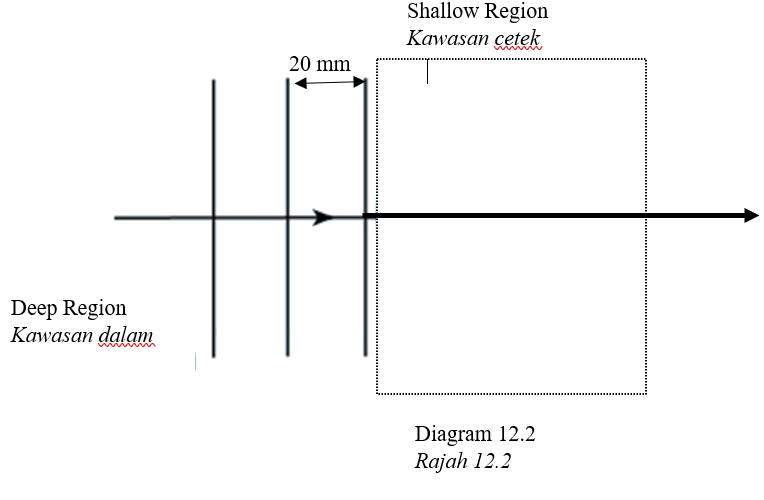 Shallow Region
Kawasan cetek
20 mm
Deep Region
Kawasan dalam
Diagram 12.2
Rajah 12.2